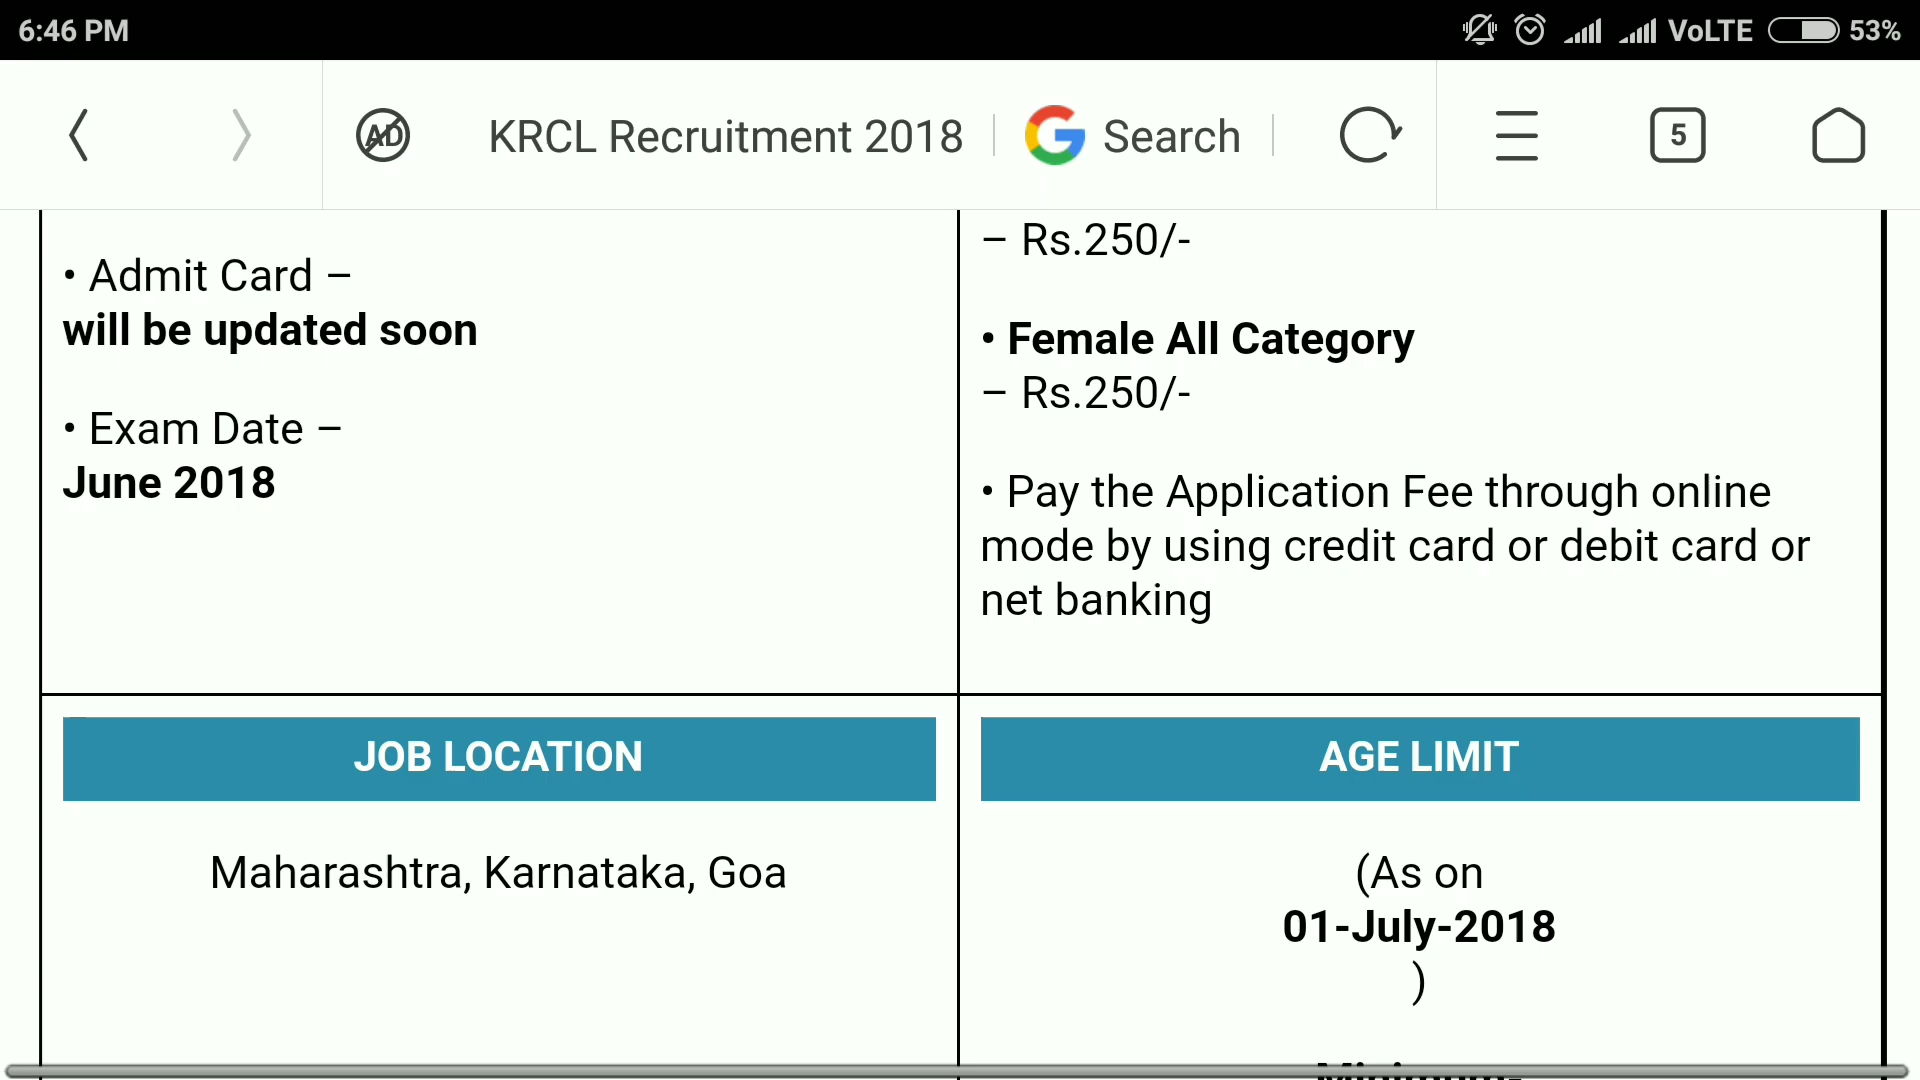 6:46 PM
VoLTE 53%
AD
KRCL Recruitment 2018
Search
5
• Admit Card –
will be updated soon
• Exam Date –
June 2018
– Rs.250/-
• Female All Category
– Rs.250/-
• Pay the Application Fee through online
mode by using credit card or debit card or
net banking
JOB LOCATION
Maharashtra, Karnataka, Goa
AGE LIMIT
(As on
01-July-2018
)